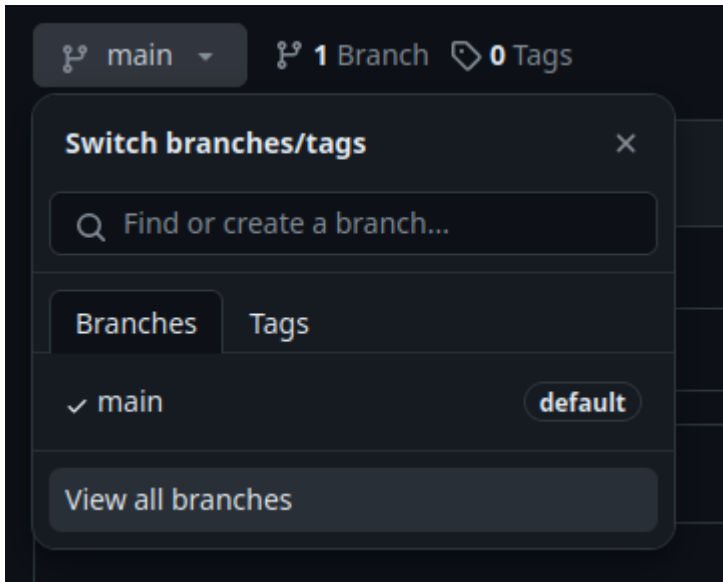 main 1 Branch 0 Tags
Switch branches/tags
Find or create a branch...
Branches Tags
main default
View all branches